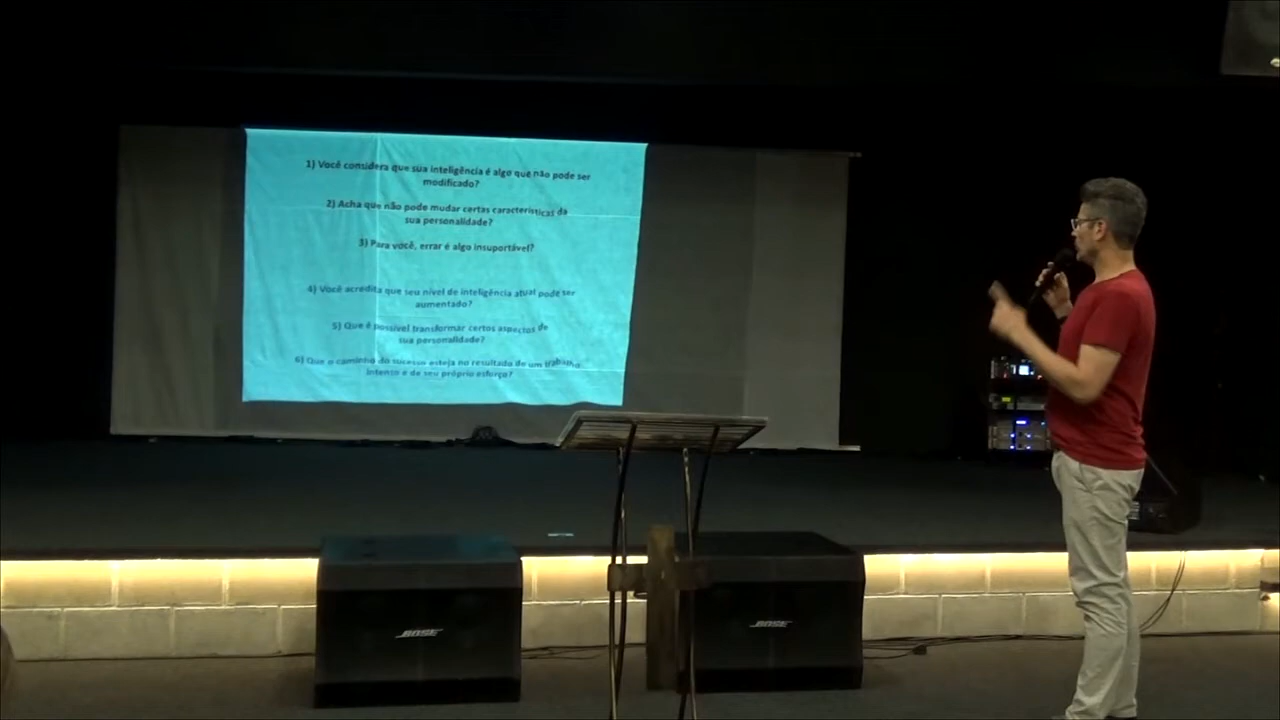 1) Você considera que sua inteligência é algo que não pode ser
modificado?
2) Acha que não pode mudar certas características da
sua personalidade?
3) Para você, errar é algo insuportável?
4) Você acredita que seu nível de inteligência atual pode ser
aumentado?
5) Que é possível transformar certos aspectos de
sua personalidade?
6) Que o caminho do sucesso esteja no resultado de um trabalho
intenso e de seu próprio esforço?
BOSE
BOSE